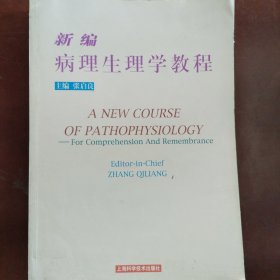 新编
病理生理学教程
主编 张启良
A NEW COURSE
OF PATHOPHYSIOLOGY
——For Comprehension And Remembrance
Editor-in-Chief
ZHANG QILIANG
上海科学技术出版社